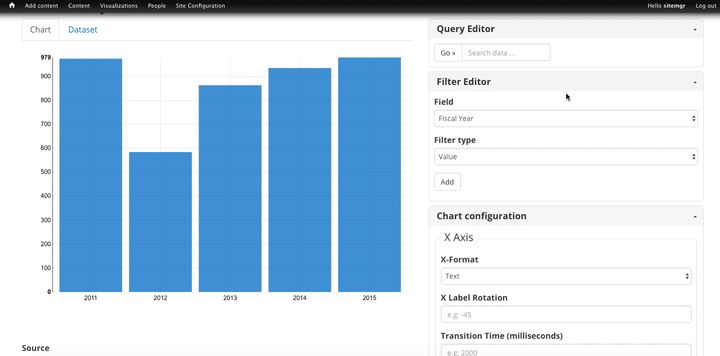 Add content Content Visualizations People Site Configuration Hello sitemgr Log out
Chart Dataset
979
900
800
700
600
500
400
300
200
100
0
2011 2012 2013 2014 2015
Source
Query Editor -
Go » Search data ...
Filter Editor -
Field
Fiscal Year
Filter type
Value
Add
Chart configuration -
X Axis
X-Format
Text
X Label Rotation
e.g: -45
Transition Time (milliseconds)
e.g: 2000